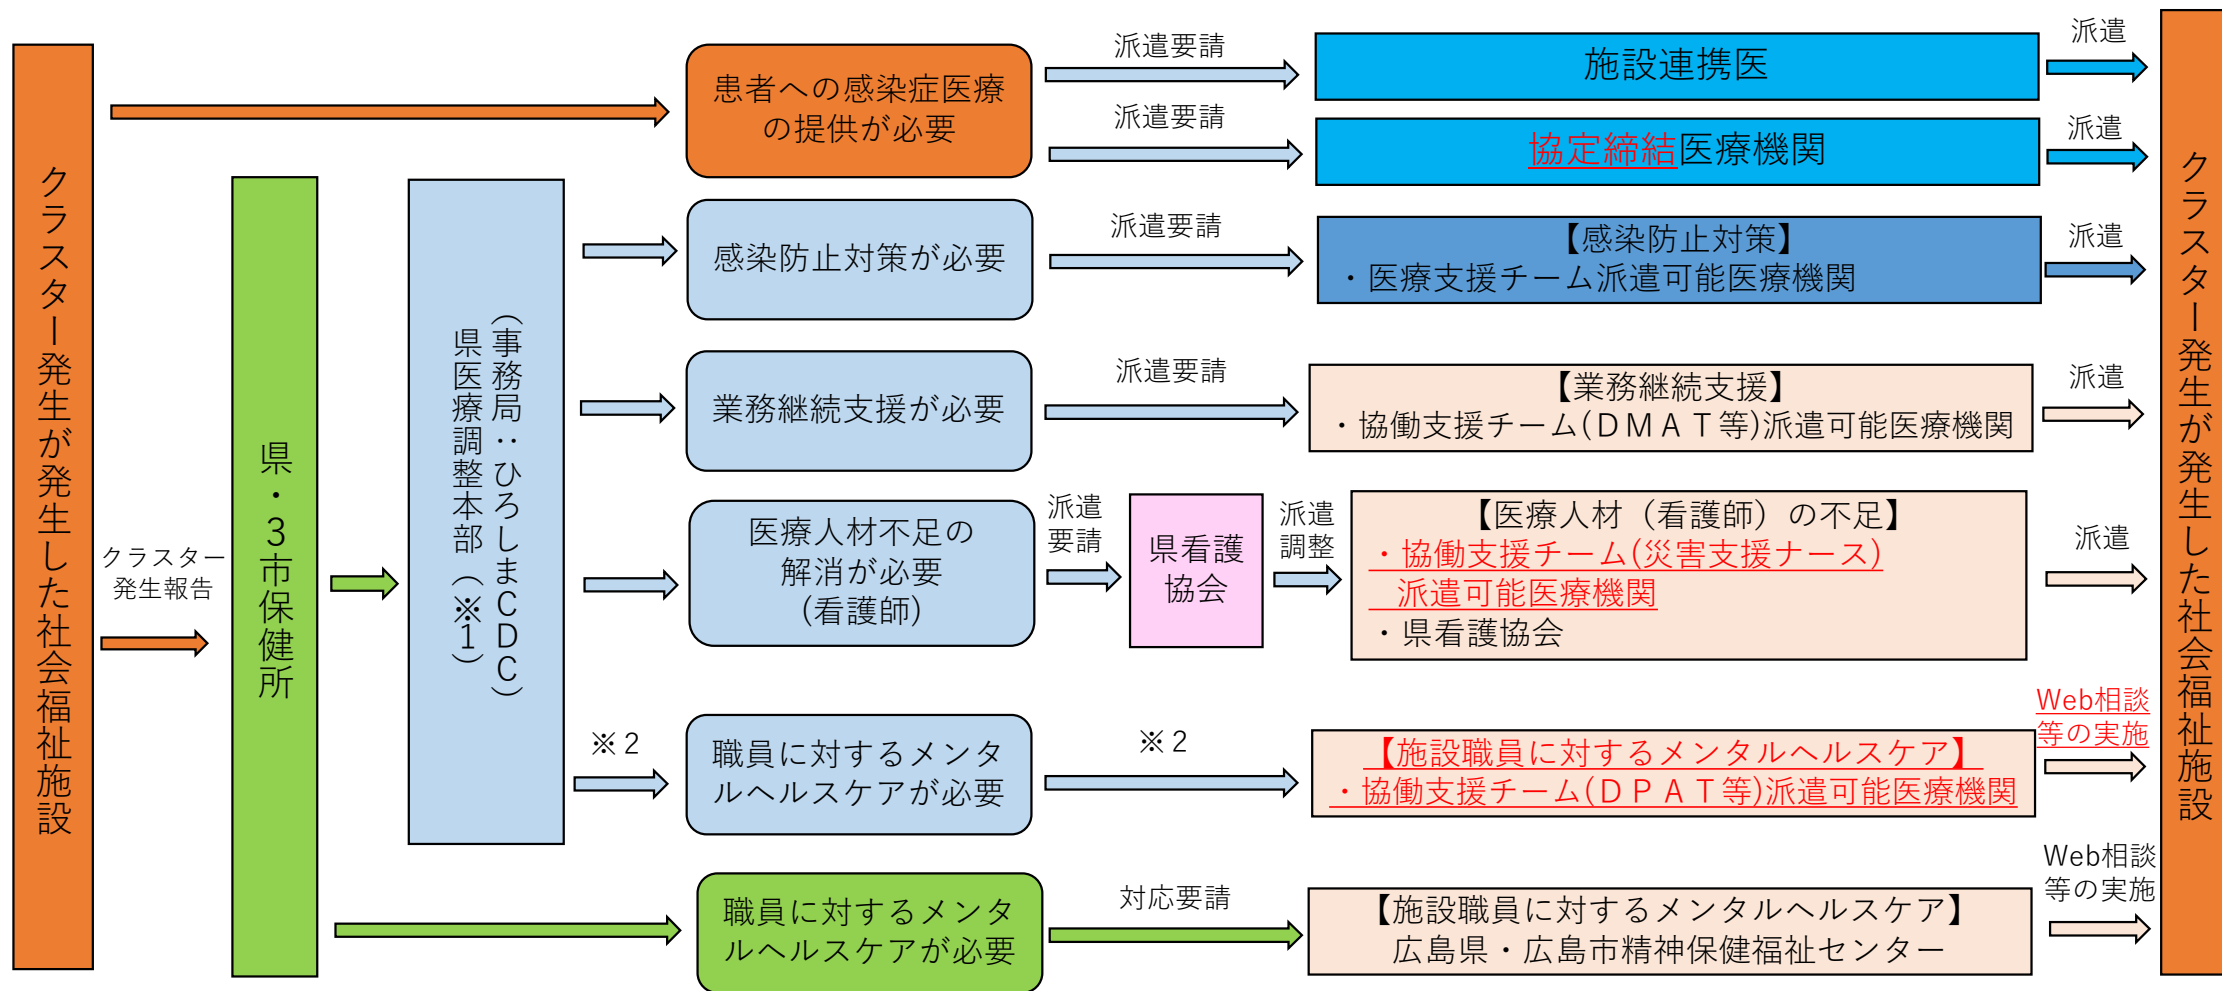 クラスター発生が発生した社会福祉施設
クラスター
発生報告
県・３市保健所
県医療調整本部（※１）
（事務局：ひろしまＣＤＣ）
患者への感染症医療
の提供が必要
派遣要請
施設連携医
派遣
派遣要請
協定締結医療機関
派遣
感染防止対策が必要
派遣要請
【感染防止対策】
・医療支援チーム派遣可能医療機関
派遣
業務継続支援が必要
派遣要請
【業務継続支援】
・協働支援チーム(ＤＭＡＴ等)派遣可能医療機関
派遣
医療人材不足の
解消が必要
(看護師)
派遣
要請
県看護
協会
派遣
調整
【医療人材（看護師）の不足】
・協働支援チーム(災害支援ナース)
派遣可能医療機関
・県看護協会
派遣
※２
職員に対するメンタ
ルヘルスケアが必要
※２
【施設職員に対するメンタルヘルスケア】
・協働支援チーム(ＤＰＡＴ等)派遣可能医療機関
Web相談
等の実施
職員に対するメンタ
ルヘルスケアが必要
対応要請
【施設職員に対するメンタルヘルスケア】
広島県・広島市精神保健福祉センター
Web相談
等の実施
クラスター発生が発生した社会福祉施設